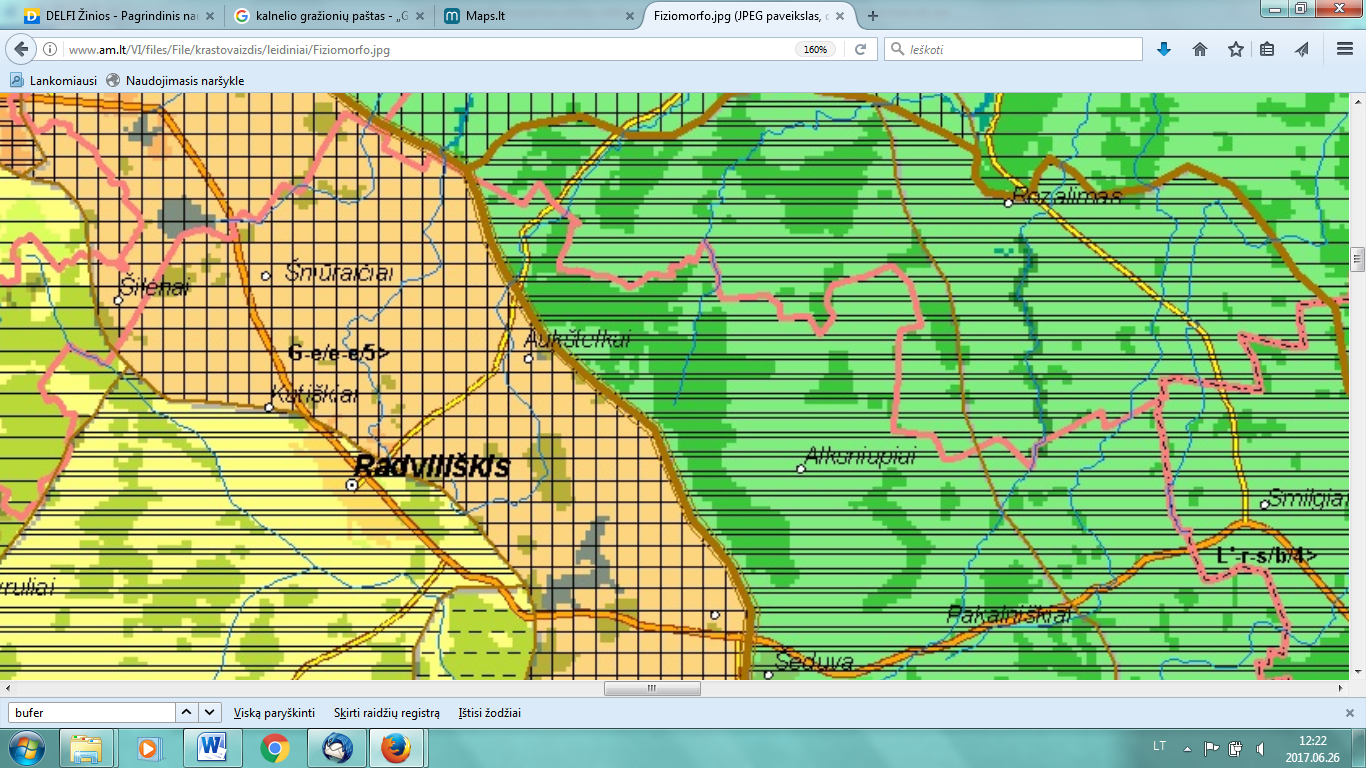 DELFI Žinios - Pagrindinis na
kalnelio gražionių paštas - „G
Maps.lt
Fiziomorfo.jpg (JPEG paveikslas,
www.am.lt/VI/files/File/krastovaizdis/leidiniai/Fiziomorfo.jpg
160%
Ieškoti
Lankomiausi
Naudojimasis naršykle
Rozalimas
Šniūraičiai
Šilėnai
Aukštelkai
G-e/e-e/5>
Kutiškiai
Radviliškis
Alksniupiai
Smilgiai
L'-r-s/b/4>
Pakalniškiai
Šeduva
bufer
Viską paryškinti
Skirti raidžių registrą
Ištisi žodžiai
LT
12:22
2017.06.26